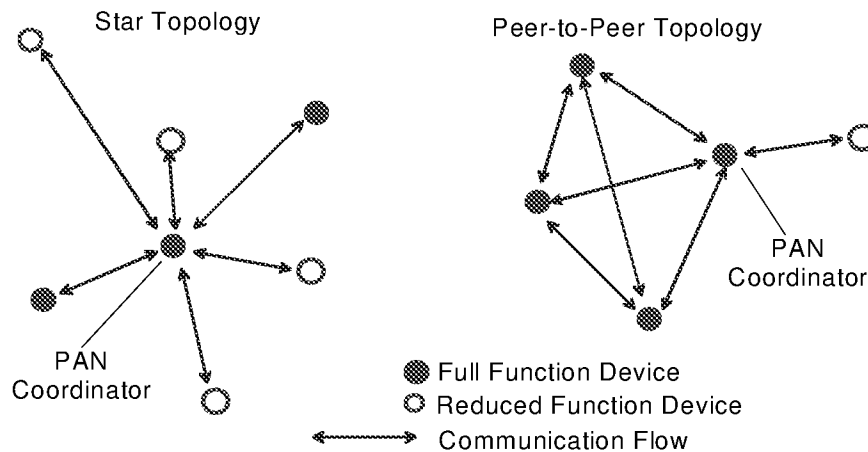 Star Topology
Peer-to-Peer Topology
PAN
Coordinator
PAN
Coordinator
Full Function Device
Reduced Function Device
Communication Flow